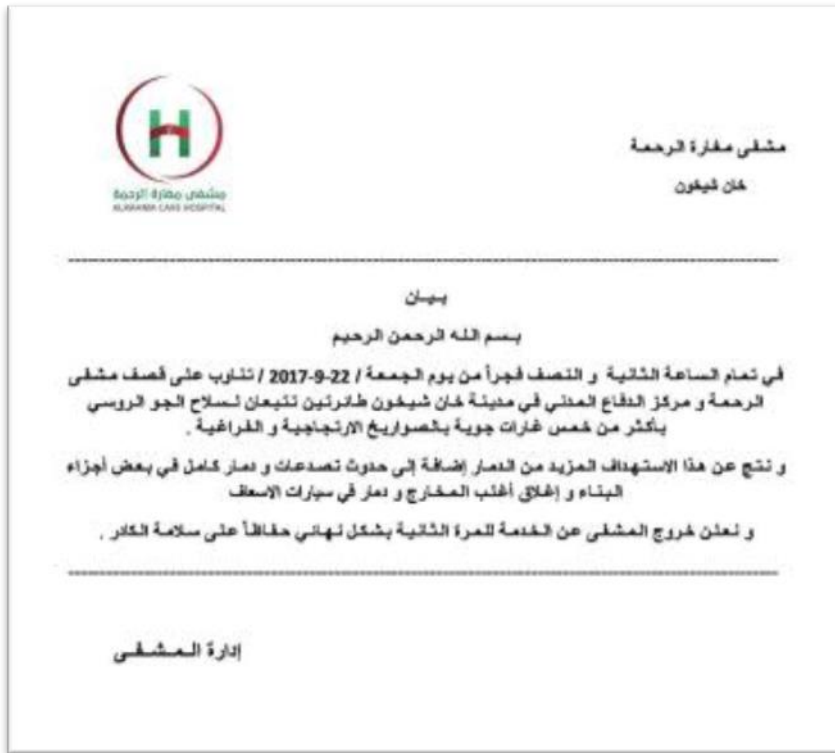 مشفى مغارة الرحمة
ALRAHMA CAVE HOSPITAL
مشفى مغارة الرحمة
خان شيخون
بـيـان
بـسم الله الرحمن الرحيم
في تمام الساعة الثانية و النصف فجراً من يوم الجمعة / 22-9-2017 / تناوب على قصف مشفى
الرحمة و مركز الدفاع المدني في مدينة خان شيخون طائرتين تتبعان لـسلاح الجو الروسي
بأكثر من خمس غارات جوية بالصواريخ الارتجاجية و الفراغية .
و نتج عن هذا الاستهداف المزيد من الدمار إضافة إلى حدوث تصدعات و دمار كامل في بعض أجزاء
البناء و إغلاق أغلب المخارج و دمار في سيارات الاسعاف
و نعلن خروج المشفى عن الخدمة للمرة الثانية بشكل نهائي حفاظاً على سلامة الكادر .
إدارة الـمـشـفـى